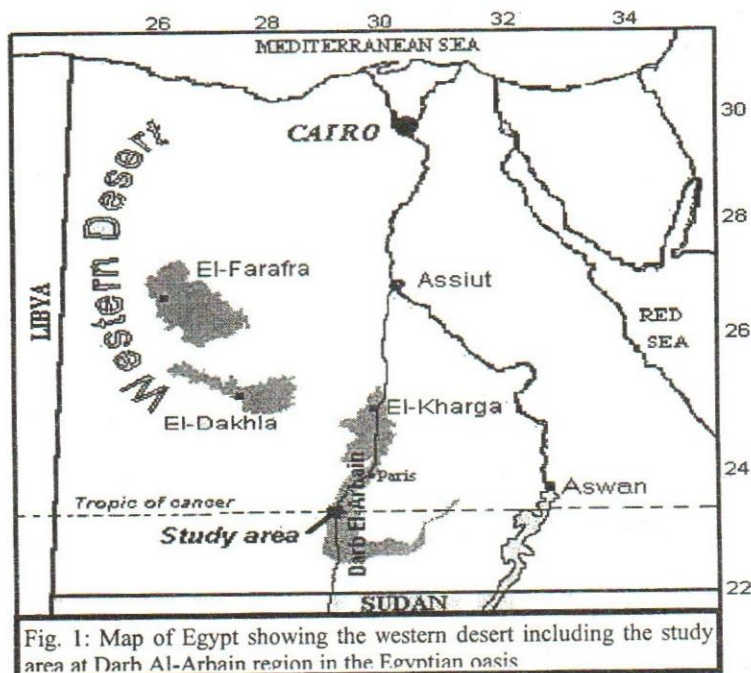 26 28 30 32 34
MEDITERRANEAN SEA
30
CAIRO
Western Desert
28
El-Farafra
Assiut
LIBYA
RED
SEA
26
El-Kharga
El-Dakhla
Paris
24
Aswan
Tropic of cancer
Study area
Darb El-Arbain
22
SUDAN
Fig. 1: Map of Egypt showing the western desert including the study
area at Darb Al-Arbain region in the Egyptian oasis